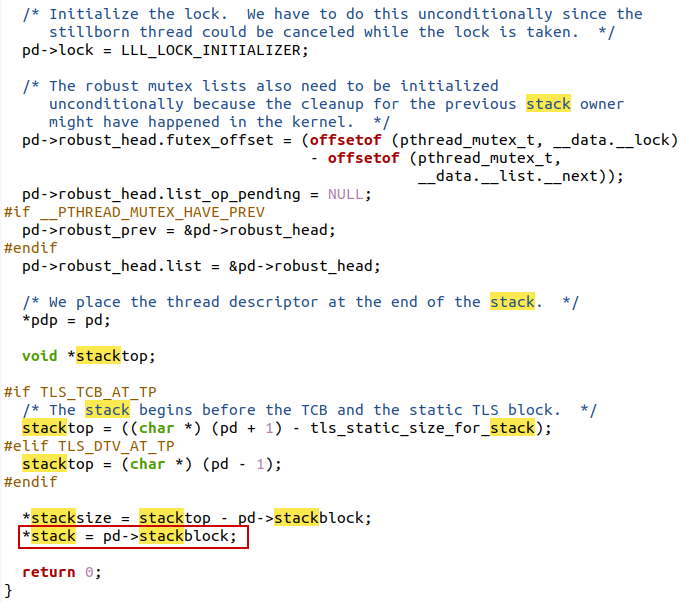 /* Initialize the lock.  We have to do this unconditionally since the
stillborn thread could be canceled while the lock is taken.  */
pd->lock = LLL_LOCK_INITIALIZER;
/* The robust mutex lists also need to be initialized
unconditionally because the cleanup for the previous stack owner
might have happened in the kernel.  */
pd->robust_head.futex_offset = (offsetof (pthread_mutex_t, __data.__lock)
- offsetof (pthread_mutex_t,
__data.__list.__next));
pd->robust_head.list_op_pending = NULL;
#if __PTHREAD_MUTEX_HAVE_PREV
pd->robust_prev = &pd->robust_head;
#endif
pd->robust_head.list = &pd->robust_head;
/* We place the thread descriptor at the end of the stack.  */
*pdp = pd;
void *stacktop;
#if TLS_TCB_AT_TP
/* The stack begins before the TCB and the static TLS block.  */
stacktop = ((char *) (pd + 1) - tls_static_size_for_stack);
#elif TLS_DTV_AT_TP
stacktop = (char *) (pd - 1);
#endif
*stacksize = stacktop - pd->stackblock;
*stack = pd->stackblock;
return 0;
}